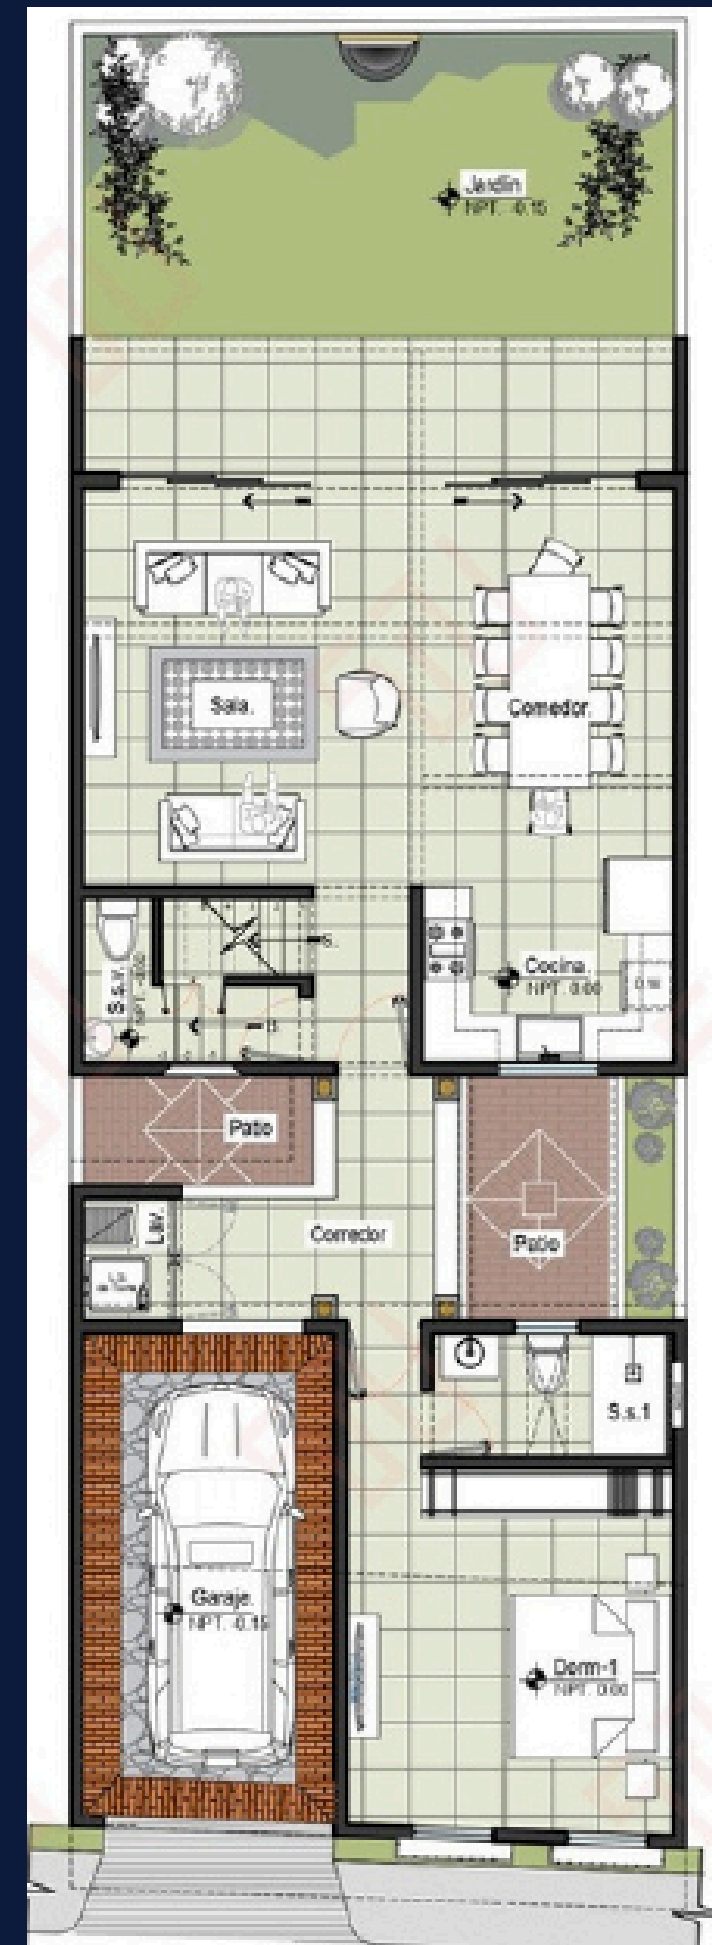 Jardín
NPT. -0.15
Sala.
Comedor
S.
S.s.v.
Cocina.
NPT. 0.00
B.
Patio
Lav.
Corredor
Patio
S.s.1
Garaje.
NPT. -0.15
Dorm-1
NPT. 0.00